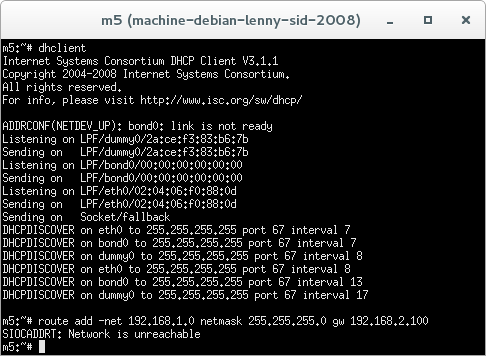 m5 (machine-debian-lenny-sid-2008)
m5:~# dhclient
Internet Systems Consortium DHCP Client V3.1.1
Copyright 2004-2008 Internet Systems Consortium.
All rights reserved.
For info, please visit http://www.isc.org/sw/dhcp/
ADDRCONF(NETDEV_UP): bond0: link is not ready
Listening on LPF/dummy0/2a:ce:f3:83:b6:7b
Sending on   LPF/dummy0/2a:ce:f3:83:b6:7b
Listening on LPF/bond0/00:00:00:00:00:00
Sending on   LPF/bond0/00:00:00:00:00:00
Listening on LPF/eth0/02:04:06:f0:88:0d
Sending on   LPF/eth0/02:04:06:f0:88:0d
Sending on   Socket/fallback
DHCPDISCOVER on eth0 to 255.255.255.255 port 67 interval 7
DHCPDISCOVER on bond0 to 255.255.255.255 port 67 interval 7
DHCPDISCOVER on dummy0 to 255.255.255.255 port 67 interval 8
DHCPDISCOVER on eth0 to 255.255.255.255 port 67 interval 8
DHCPDISCOVER on bond0 to 255.255.255.255 port 67 interval 13
DHCPDISCOVER on dummy0 to 255.255.255.255 port 67 interval 17
m5:~# route add -net 192.168.1.0 netmask 255.255.255.0 gw 192.168.2.100
SIOCADDRT: Network is unreachable
m5:~#